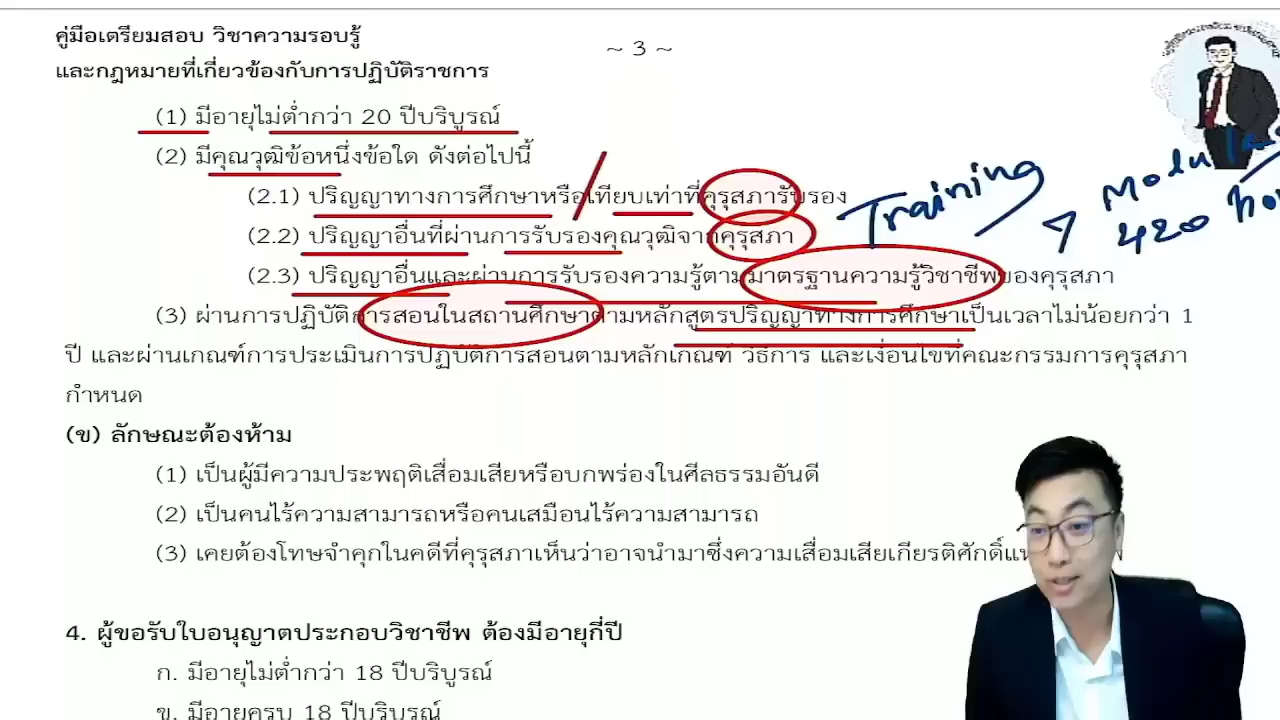 คู่มือเตรียมสอบ วิชาความรอบรู้
และกฎหมายที่เกี่ยวข้องกับการปฏิบัติราชการ
~ 3 ~
(1) มีอายุไม่ต่ำกว่า 20 ปีบริบูรณ์
(2) มีคุณวุฒิข้อหนึ่งข้อใด ดังต่อไปนี้
(2.1) ปริญญาทางการศึกษาหรือเทียบเท่าที่คุรุสภารับรอง
(2.2) ปริญญาอื่นที่ผ่านการรับรองคุณวุฒิจากคุรุสภา
(2.3) ปริญญาอื่นและผ่านการรับรองความรู้ตามมาตรฐานความรู้วิชาชีพของคุรุสภา
Training
420
(3) ผ่านการปฏิบัติการสอนในสถานศึกษาตามหลักสูตรปริญญาทางการศึกษาเป็นเวลาไม่น้อยกว่า 1
ปี และผ่านเกณฑ์การประเมินการปฏิบัติการสอนตามหลักเกณฑ์ วิธีการ และเงื่อนไขที่คณะกรรมการคุรุสภา
กำหนด
(ข) ลักษณะต้องห้าม
(1) เป็นผู้มีความประพฤติเสื่อมเสียหรือบกพร่องในศีลธรรมอันดี
(2) เป็นคนไร้ความสามารถหรือคนเสมือนไร้ความสามารถ
(3) เคยต้องโทษจำคุกในคดีที่คุรุสภาเห็นว่าอาจนำมาซึ่งความเสื่อมเสียเกียรติศักดิ์
4. ผู้ขอรับใบอนุญาตประกอบวิชาชีพ ต้องมีอายุกี่ปี
ก. มีอายุไม่ต่ำกว่า 18 ปีบริบูรณ์
ข. มีอายุครบ 18 ปีบริบูรณ์